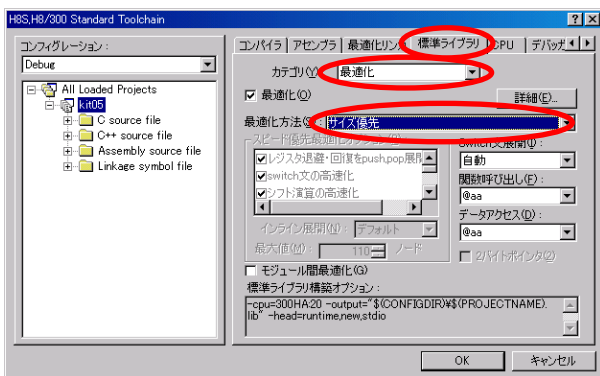 H8S,H8/300 Standard Toolchain
コンフィグレーション:
Debug
All Loaded Projects
kit05
C source file
C++ source file
Assembly source file
Linkage symbol file
コンパイラ アセンブラ 最適化リンカ 標準ライブラリ CPU デバッガ
カテゴリ(Y): 最適化
最適化(O)
詳細(E)...
最適化方法 サイズ優先
スピード優先最適化オプション
Switch文展開(I):
レジスタ退避・回復をpush,pop展開
自動
switch文の高速化
関数呼び出し(F):
シフト演算の高速化
@aa
データアクセス(D):
インライン展開(N): デフォルト
@aa
最大値(M): 110 ノード
2バイトポインタ(2)
モジュール間最適化(G)
標準ライブラリ構築オプション:
-cpu=300HA:20 -output="$(CONFIGDIR)¥$(PROJECTNAME).
lib" -head=runtime,new,stdio
OK キャンセル